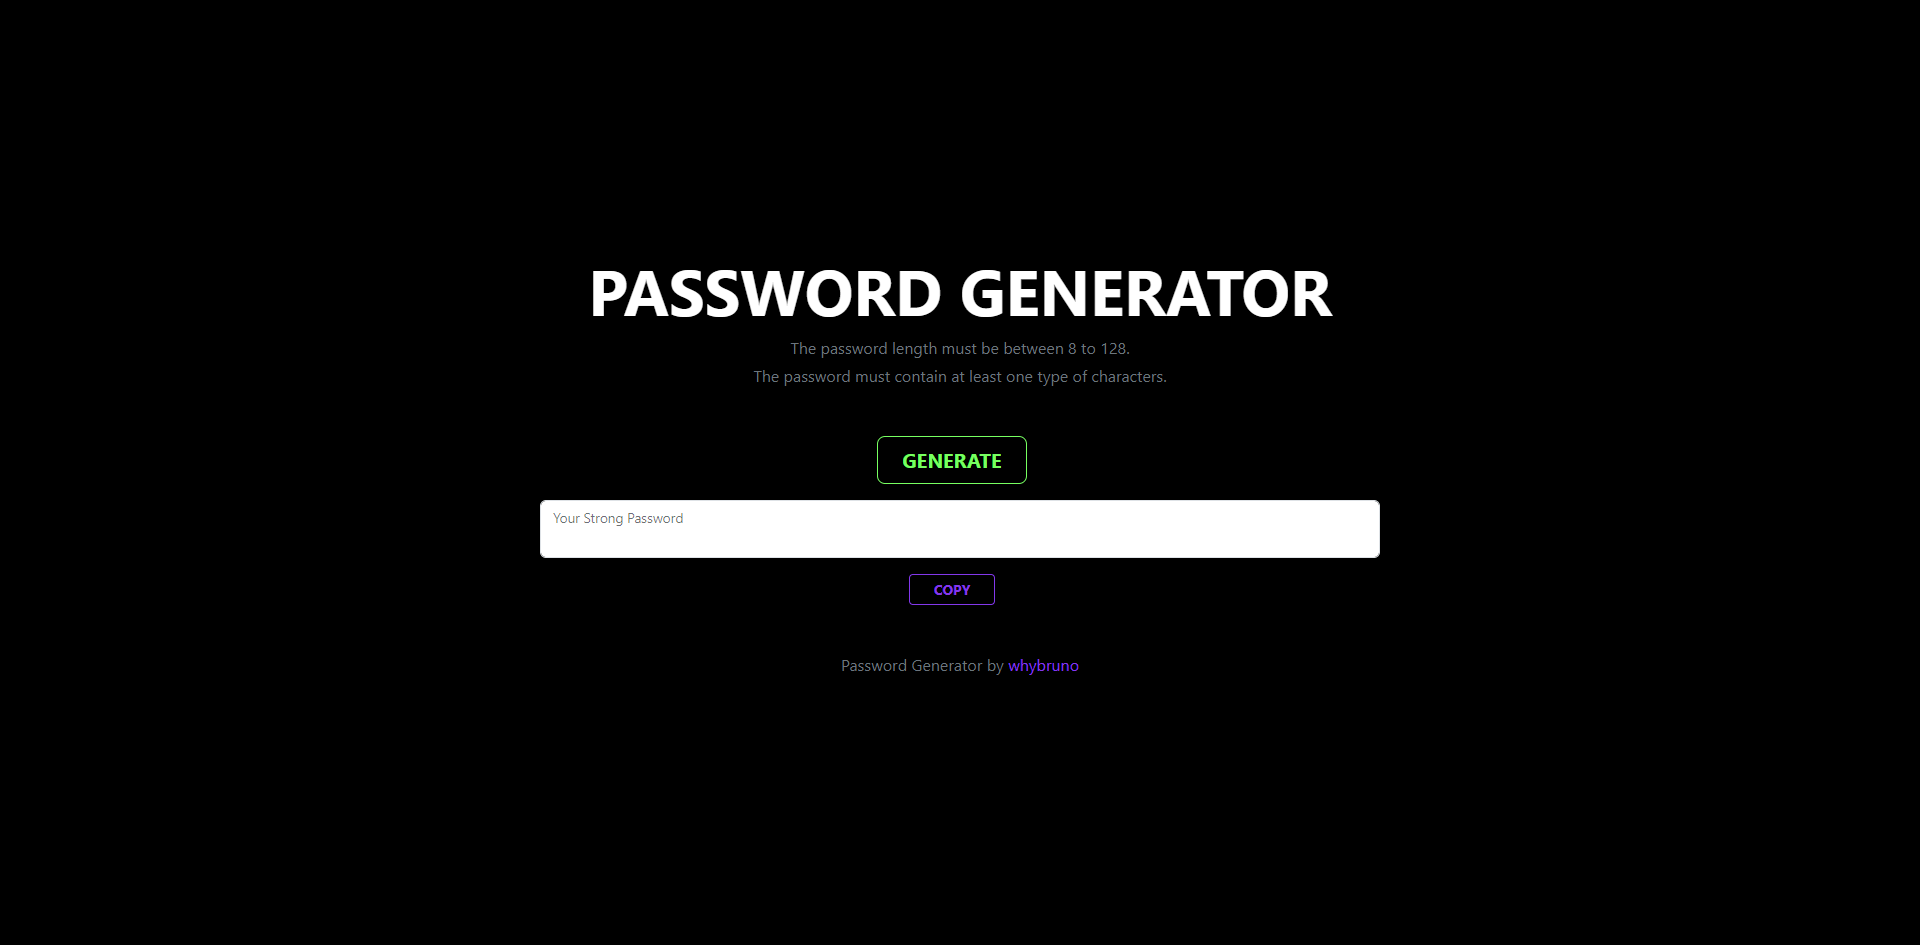 PASSWORD GENERATOR
The password length must be between 8 to 128.
The password must contain at least one type of characters.
GENERATE
Your Strong Password
COPY
Password Generator by whybruno